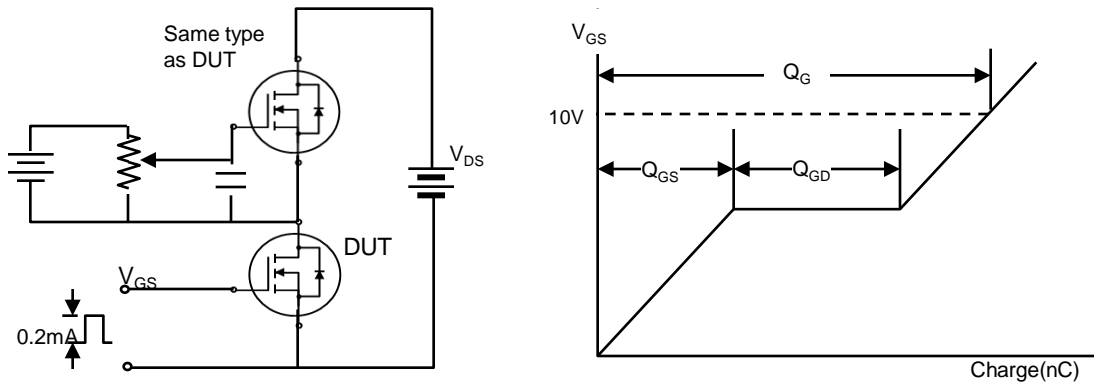 Same type
as DUT
V_DS
DUT
V_GS
0.2mA
V_GS
Q_G
10V
Q_GS
Q_GD
Charge(nC)